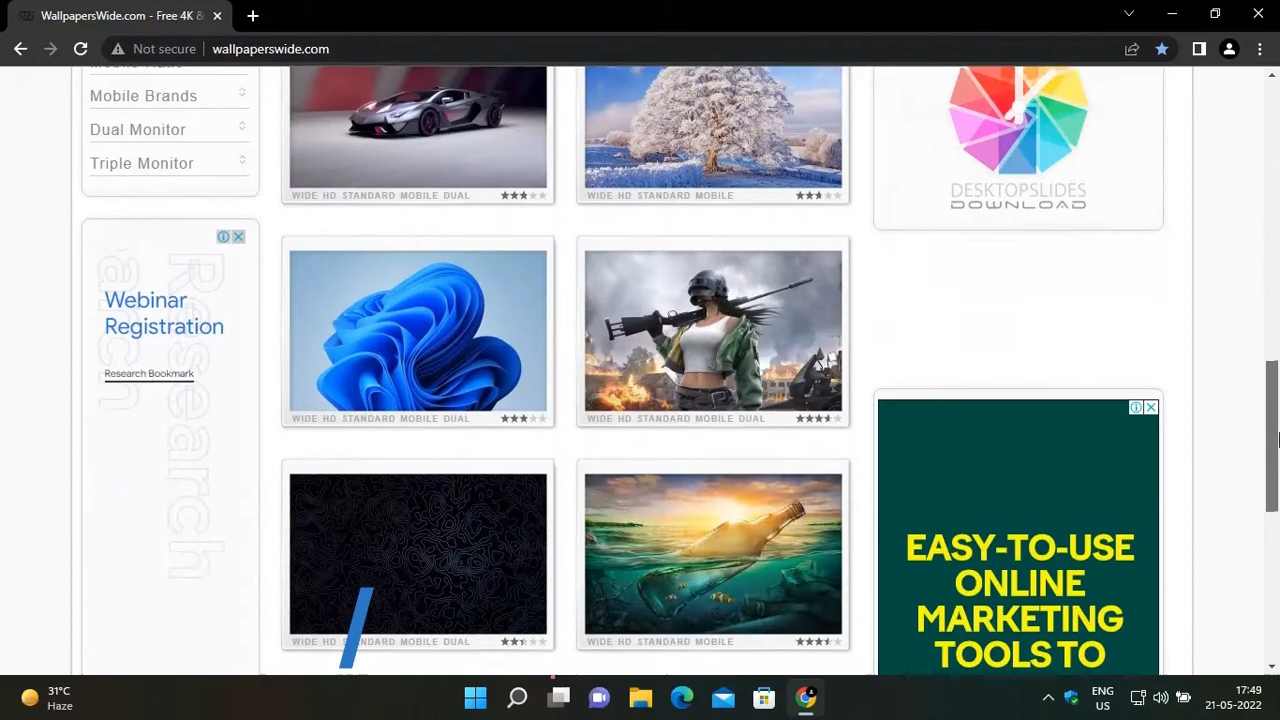 WallpapersWide.com - Free 4K &
Not secure
wallpaperswide.com
Mobile Brands
Dual Monitor
Triple Monitor
WIDE HD STANDARD MOBILE DUAL
WIDE HD STANDARD MOBILE
DESKTOPSLIDES
DOWNLOAD
Webinar
Registration
Research Bookmark
Research
WIDE HD STANDARD MOBILE DUAL
WIDE HD STANDARD MOBILE DUAL
WIDE HD STANDARD MOBILE DUAL
WIDE HD STANDARD MOBILE
EASY-TO-USE
ONLINE
MARKETING
TOOLS TO
31°C
Haze
ENG
US
17:49
21-05-2022